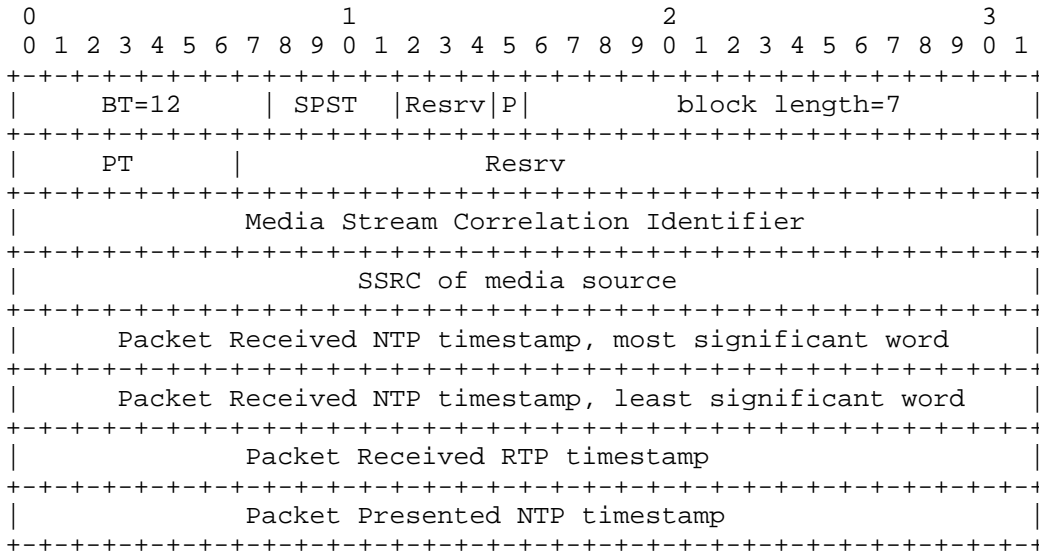 0                   1                   2                   3
 0 1 2 3 4 5 6 7 8 9 0 1 2 3 4 5 6 7 8 9 0 1 2 3 4 5 6 7 8 9 0 1
+-+-+-+-+-+-+-+-+-+-+-+-+-+-+-+-+-+-+-+-+-+-+-+-+-+-+-+-+-+-+-+-+
|     BT=12     | SPST  |Resrv|P|         block length=7        |
+-+-+-+-+-+-+-+-+-+-+-+-+-+-+-+-+-+-+-+-+-+-+-+-+-+-+-+-+-+-+-+-+
|     PT      |               Resrv                             |
+-+-+-+-+-+-+-+-+-+-+-+-+-+-+-+-+-+-+-+-+-+-+-+-+-+-+-+-+-+-+-+-+
|              Media Stream Correlation Identifier              |
+-+-+-+-+-+-+-+-+-+-+-+-+-+-+-+-+-+-+-+-+-+-+-+-+-+-+-+-+-+-+-+-+
|                     SSRC of media source                      |
+-+-+-+-+-+-+-+-+-+-+-+-+-+-+-+-+-+-+-+-+-+-+-+-+-+-+-+-+-+-+-+-+
|      Packet Received NTP timestamp, most significant word     |
+-+-+-+-+-+-+-+-+-+-+-+-+-+-+-+-+-+-+-+-+-+-+-+-+-+-+-+-+-+-+-+-+
|      Packet Received NTP timestamp, least significant word    |
+-+-+-+-+-+-+-+-+-+-+-+-+-+-+-+-+-+-+-+-+-+-+-+-+-+-+-+-+-+-+-+-+
|              Packet Received RTP timestamp                    |
+-+-+-+-+-+-+-+-+-+-+-+-+-+-+-+-+-+-+-+-+-+-+-+-+-+-+-+-+-+-+-+-+
|              Packet Presented NTP timestamp                   |
+-+-+-+-+-+-+-+-+-+-+-+-+-+-+-+-+-+-+-+-+-+-+-+-+-+-+-+-+-+-+-+-+